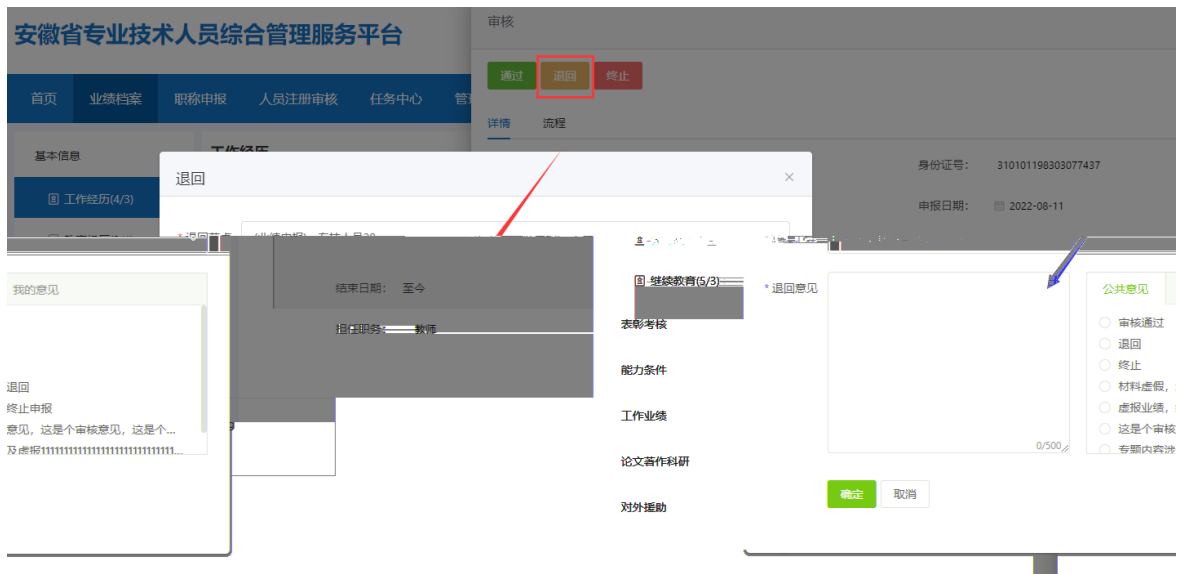 安徽省专业技术人员综合管理服务平台
审核
通过 退回 终止
首页 业绩档案 职称申报 人员注册审核 任务中心
详情 流程
基本信息
身份证号： 310101198303077437
退回 ×
工作经历(4/3)
申报日期： 2022-08-11
继续教育(5/3)
* 退回意见
我的意见
结束日期： 至今
公共意见
担任职务： 教师
表彰考核
审核通过
退回
能力条件
终止
退回
材料虚假，
终止申报
工作业绩
虚报业绩，
意见，这是个审核意见，这是个...
这是个审核
0/500
论文著作科研
确定 取消
对外援助